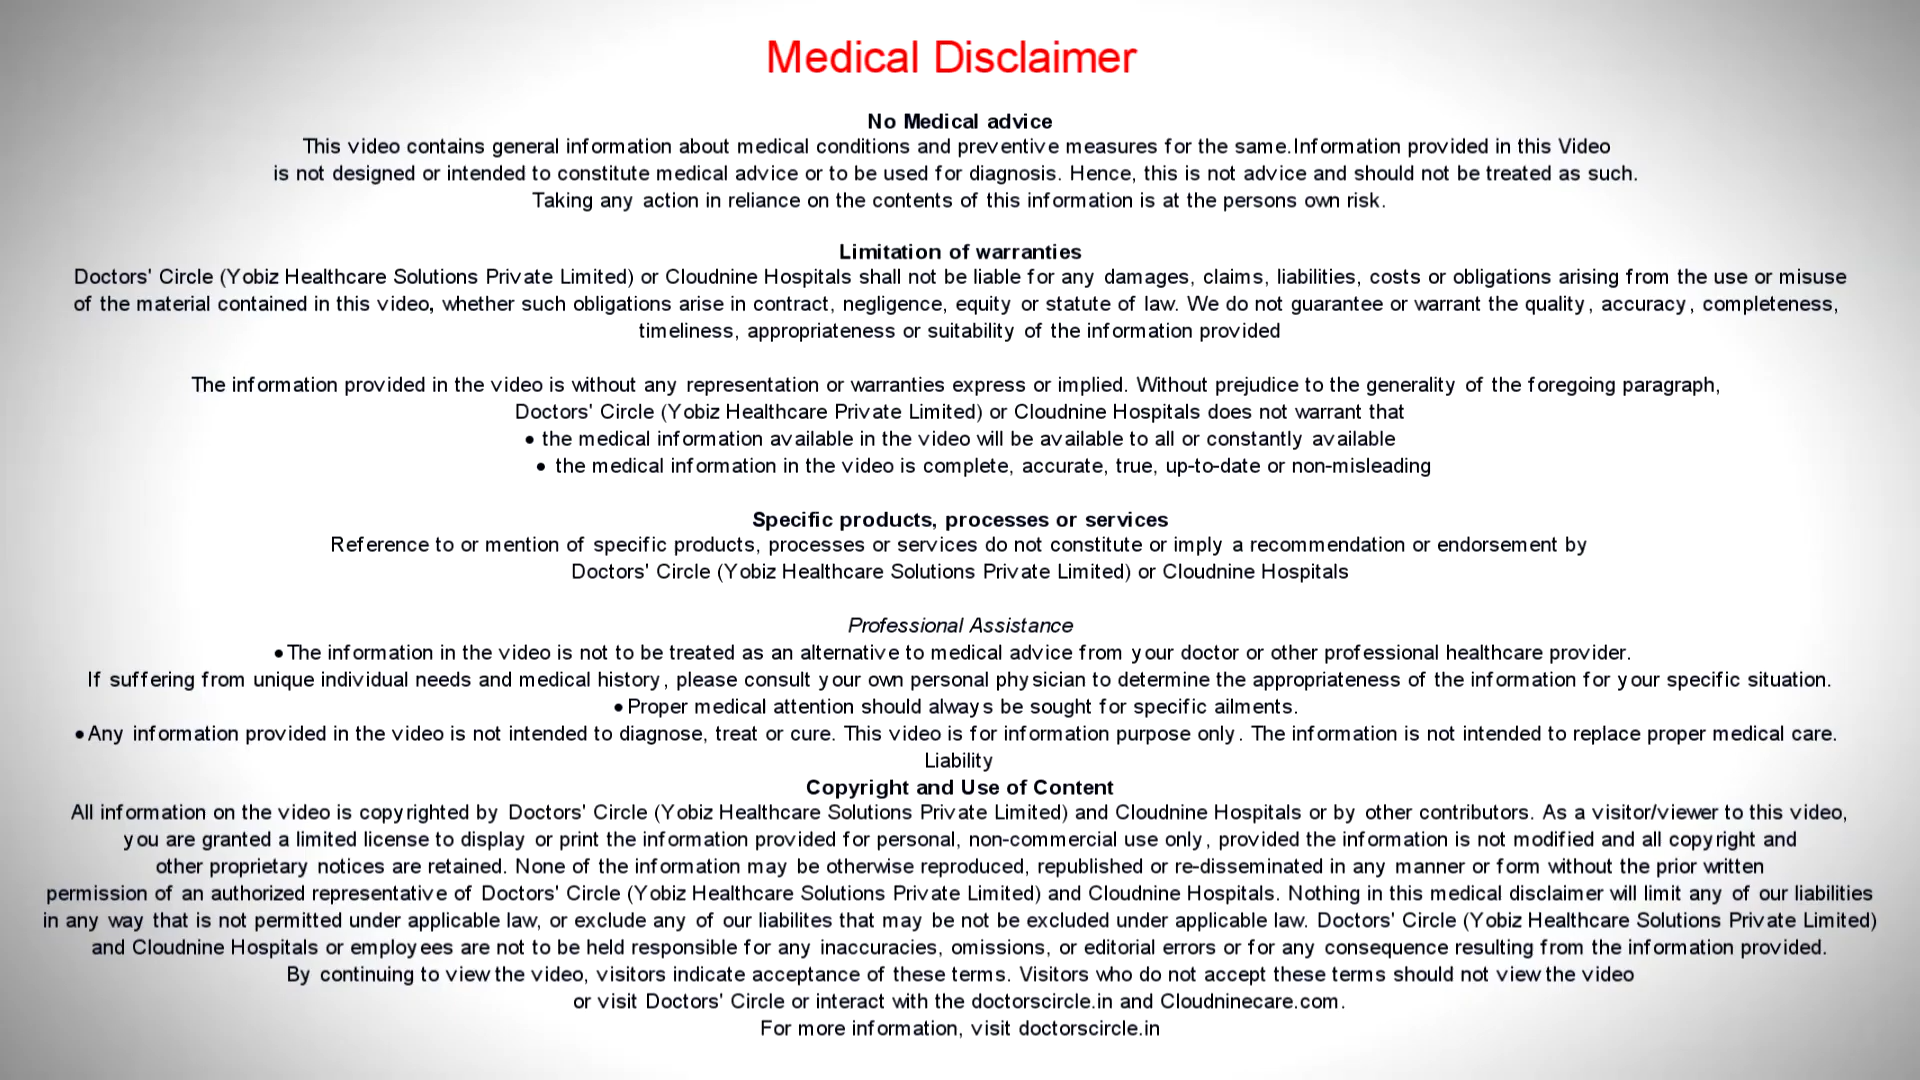 Medical Disclaimer
No Medical advice
This video contains general information about medical conditions and preventive measures for the same.Information provided in this Video
is not designed or intended to constitute medical advice or to be used for diagnosis. Hence, this is not advice and should not be treated as such.
Taking any action in reliance on the contents of this information is at the persons own risk.
Limitation of warranties
Doctors' Circle (Yobiz Healthcare Solutions Private Limited) or Cloudnine Hospitals shall not be liable for any damages, claims, liabilities, costs or obligations arising from the use or misuse
of the material contained in this video, whether such obligations arise in contract, negligence, equity or statute of law. We do not guarantee or warrant the quality, accuracy, completeness,
timeliness, appropriateness or suitability of the information provided
The information provided in the video is without any representation or warranties express or implied. Without prejudice to the generality of the foregoing paragraph,
Doctors' Circle (Yobiz Healthcare Private Limited) or Cloudnine Hospitals does not warrant that
• the medical information available in the video will be available to all or constantly available
• the medical information in the video is complete, accurate, true, up-to-date or non-misleading
Specific products, processes or services
Reference to or mention of specific products, processes or services do not constitute or imply a recommendation or endorsement by
Doctors' Circle (Yobiz Healthcare Solutions Private Limited) or Cloudnine Hospitals
Professional Assistance
•The information in the video is not to be treated as an alternative to medical advice from your doctor or other professional healthcare provider.
If suffering from unique individual needs and medical history, please consult your own personal physician to determine the appropriateness of the information for your specific situation.
•Proper medical attention should always be sought for specific ailments.
•Any information provided in the video is not intended to diagnose, treat or cure. This video is for information purpose only. The information is not intended to replace proper medical care.
Liability
Copyright and Use of Content
All information on the video is copyrighted by Doctors' Circle (Yobiz Healthcare Solutions Private Limited) and Cloudnine Hospitals or by other contributors. As a visitor/viewer to this video,
you are granted a limited license to display or print the information provided for personal, non-commercial use only, provided the information is not modified and all copyright and
other proprietary notices are retained. None of the information may be otherwise reproduced, republished or re-disseminated in any manner or form without the prior written
permission of an authorized representative of Doctors' Circle (Yobiz Healthcare Solutions Private Limited) and Cloudnine Hospitals. Nothing in this medical disclaimer will limit any of our liabilities
in any way that is not permitted under applicable law, or exclude any of our liabilites that may be not be excluded under applicable law. Doctors' Circle (Yobiz Healthcare Solutions Private Limited)
and Cloudnine Hospitals or employees are not to be held responsible for any inaccuracies, omissions, or editorial errors or for any consequence resulting from the information provided.
By continuing to view the video, visitors indicate acceptance of these terms. Visitors who do not accept these terms should not view the video
or visit Doctors' Circle or interact with the doctorscircle.in and Cloudninecare.com.
For more information, visit doctorscircle.in